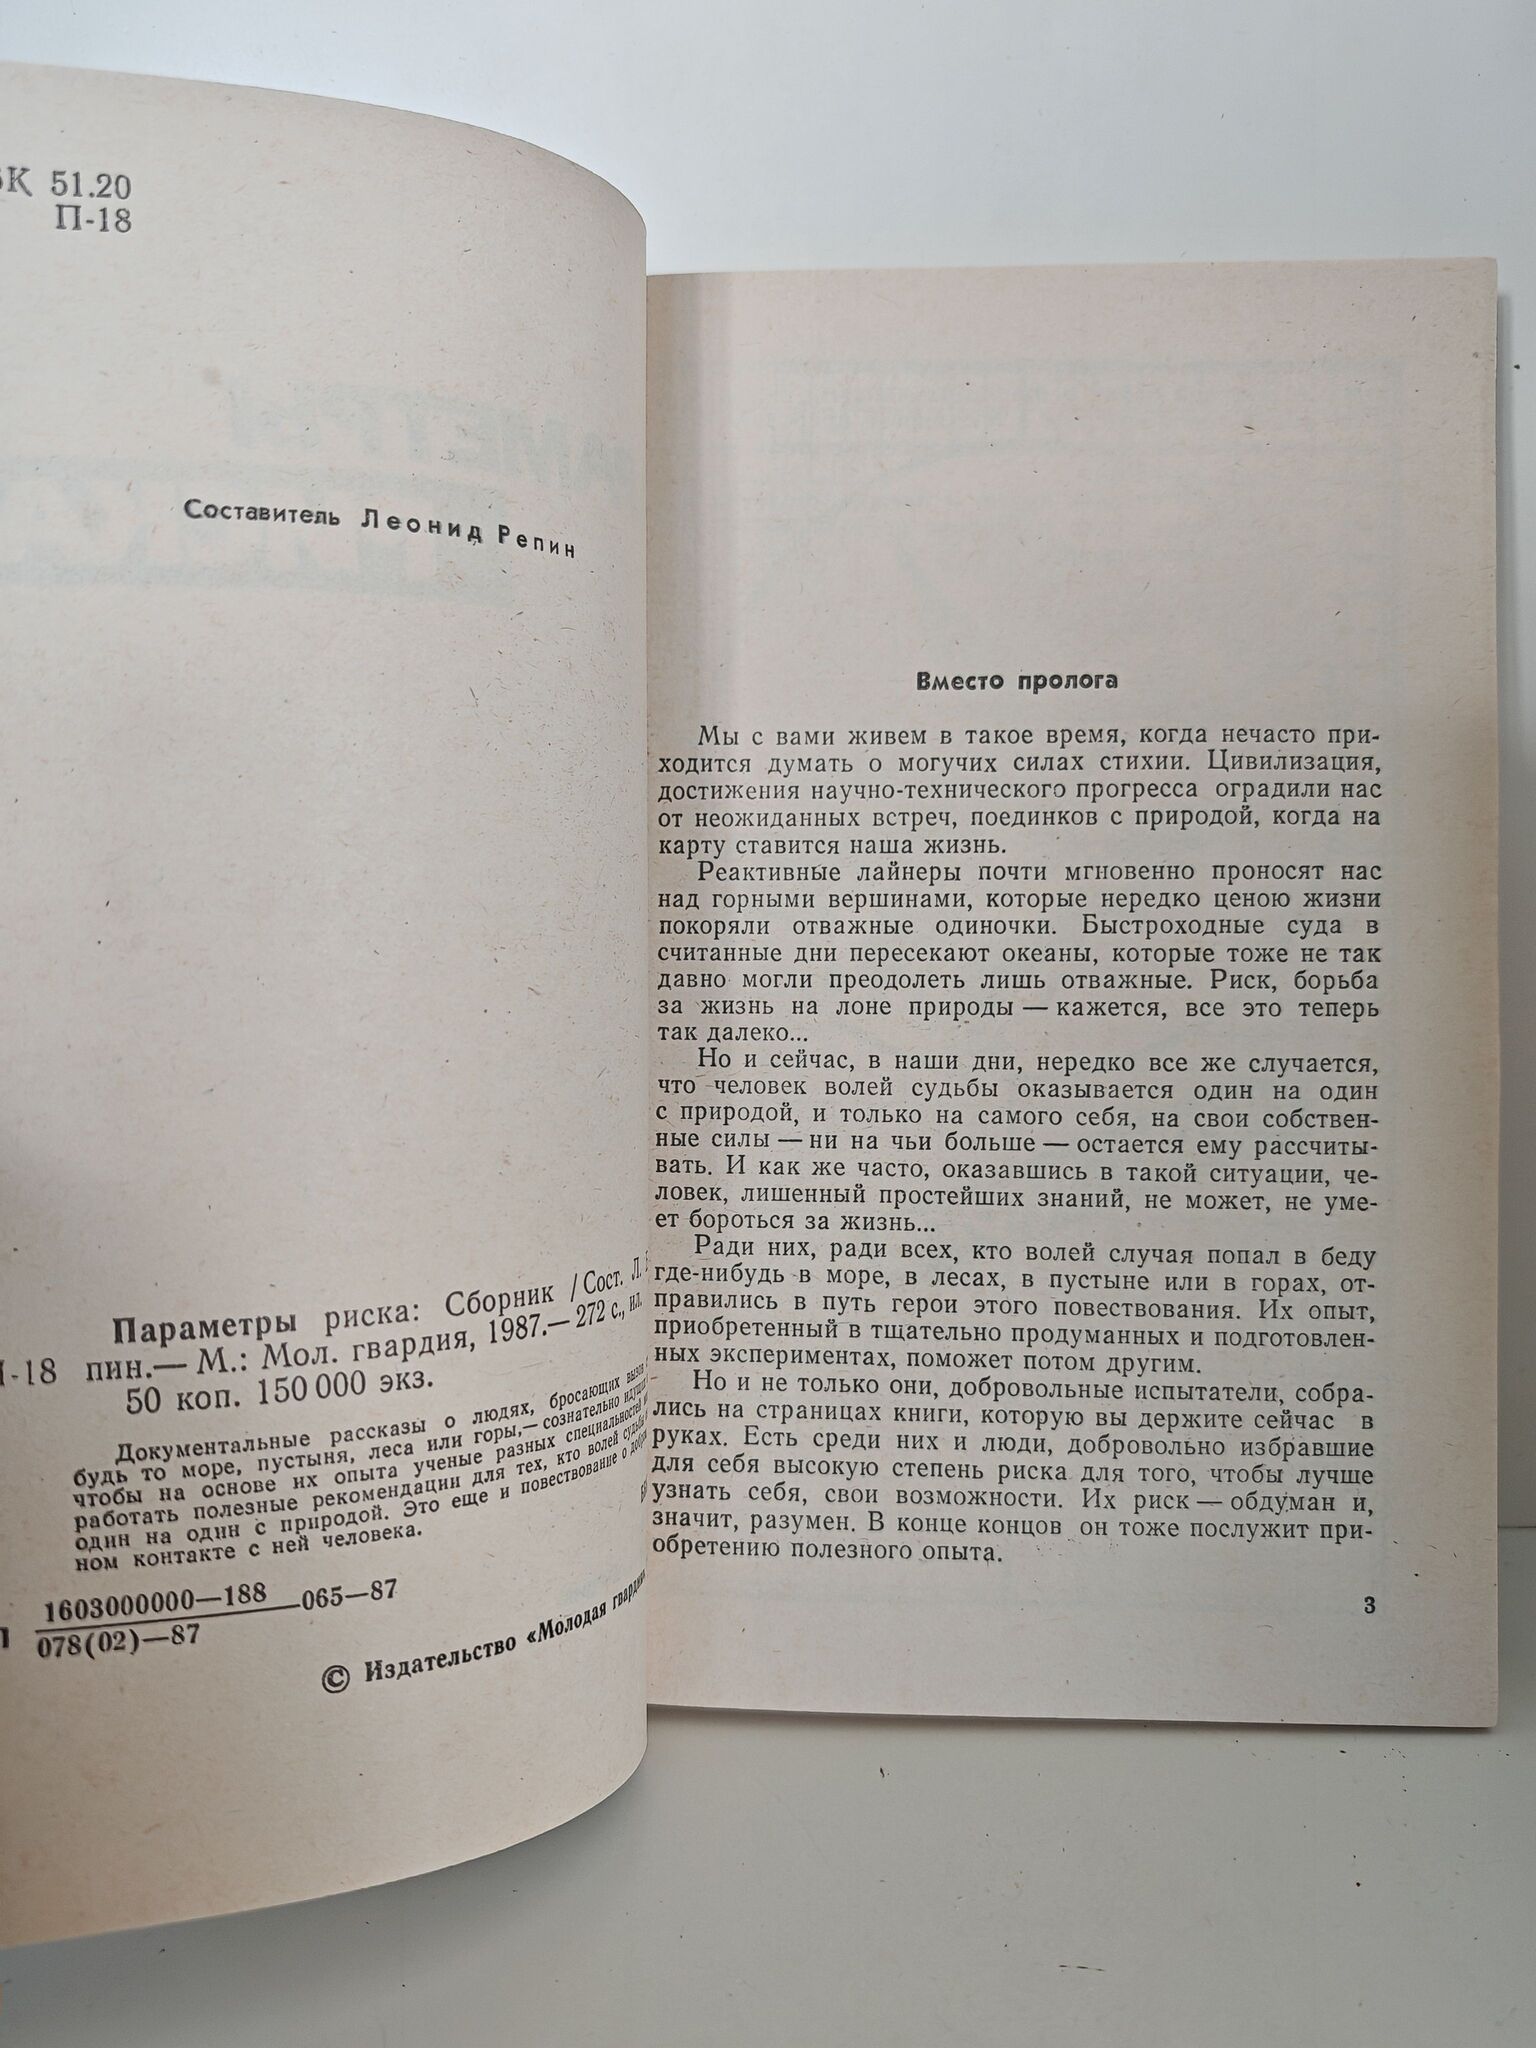 51.20
П-18
Составитель Леонид Репин
Параметры риска: Сборник /Сост. Л.
пин.— М.: Мол. гвардия, 1987.— 272 с., ил.
50 коп. 150 000 экз.
Документальные рассказы о людях, бросающих вызов
будь то море, пустыня, леса или горы,— сознательно идущих
чтобы на основе их опыта ученые разных специальностей
работать полезные рекомендации для тех, кто волей судьбы
один на один с природой. Это еще и повествование о
ном контакте с ней человека.
1603000000—188
065—87
078(02)—87
© Издательство «Молодая гвардия
Вместо пролога
Мы с вами живем в такое время, когда нечасто при-
ходится думать о могучих силах стихии. Цивилизация,
достижения научно-технического прогресса оградили нас
от неожиданных встреч, поединков с природой, когда на
карту ставится наша жизнь.
Реактивные лайнеры почти мгновенно проносят нас
над горными вершинами, которые нередко ценою жизни
покоряли отважные одиночки. Быстроходные суда в
считанные дни пересекают океаны, которые тоже не так
давно могли преодолеть лишь отважные. Риск, борьба
за жизнь на лоне природы — кажется, все это теперь
так далеко...
Но и сейчас, в наши дни, нередко все же случается,
что человек волей судьбы оказывается один на один
с природой, и только на самого себя, на свои собствен-
ные силы — ни на чьи больше — остается ему рассчиты-
вать. И как же часто, оказавшись в такой ситуации, че-
ловек, лишенный простейших знаний, не может, не уме-
ет бороться за жизнь...
Ради них, ради всех, кто волей случая попал в беду
где-нибудь в море, в лесах, в пустыне или в горах, от-
правились в путь герои этого повествования. Их опыт,
приобретенный в тщательно продуманных и подготовлен-
ных экспериментах, поможет потом другим.
Но и не только они, добровольные испытатели, собра-
лись на страницах книги, которую вы держите сейчас в
руках. Есть среди них и люди, добровольно избравшие
для себя высокую степень риска для того, чтобы лучше
узнать себя, свои возможности. Их риск — обдуман и,
значит, разумен. В конце концов он тоже послужит при-
обретению полезного опыта.
3